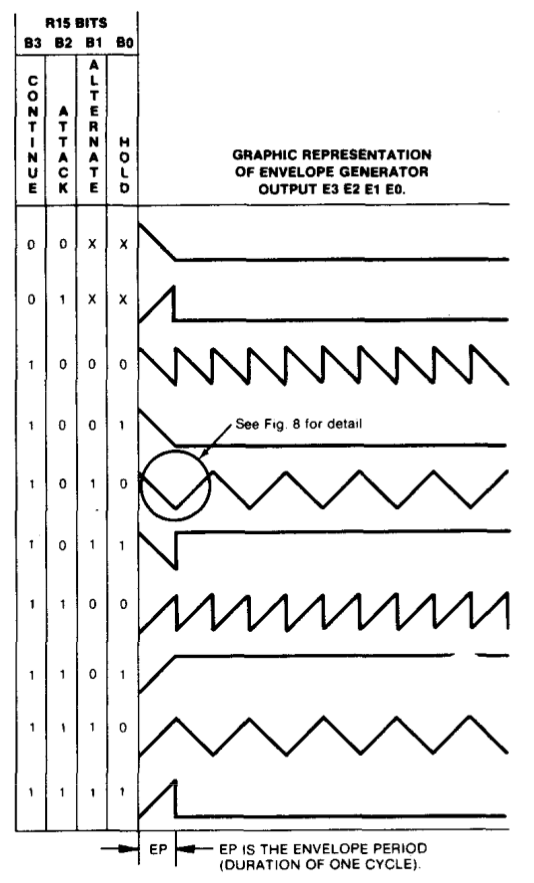 R15 BITS
B3 B2 B1 B0
CONTINUE
ATTACK
ALTERNATE
HOLD
GRAPHIC REPRESENTATION
OF ENVELOPE GENERATOR
OUTPUT E3 E2 E1 E0.
0 0 X X
0 1 X X
1 0 0 0
1 0 0 1
See Fig. 8 for detail
1 0 1 0
1 0 1 1
1 1 0 0
1 1 0 1
1 1 1 0
1 1 1 1
EP
EP IS THE ENVELOPE PERIOD
(DURATION OF ONE CYCLE).